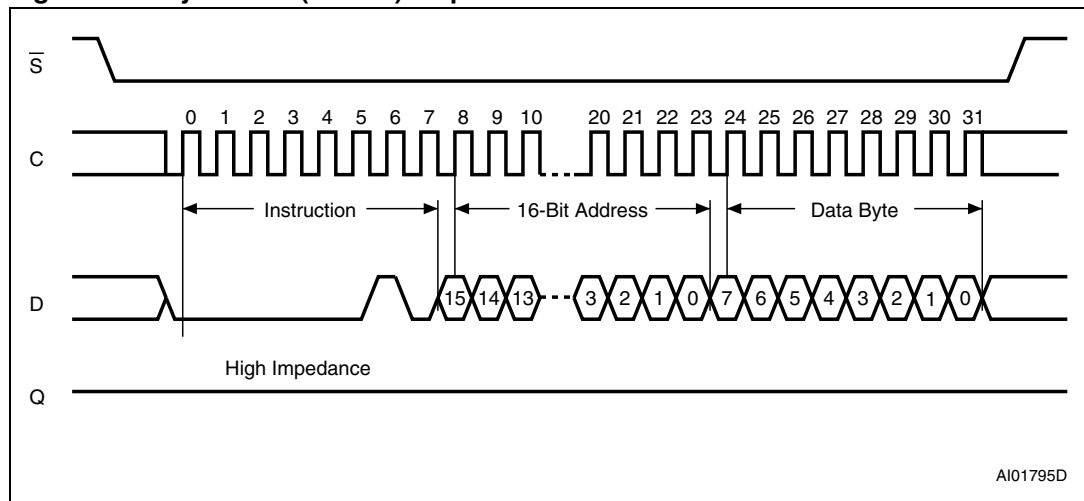 S
0 1 2 3 4 5 6 7 8 9 10 20 21 22 23 24 25 26 27 28 29 30 31
C
Instruction 16-Bit Address Data Byte
D
15 14 13 3 2 1 0 7 6 5 4 3 2 1 0
High Impedance
Q
AI01795D